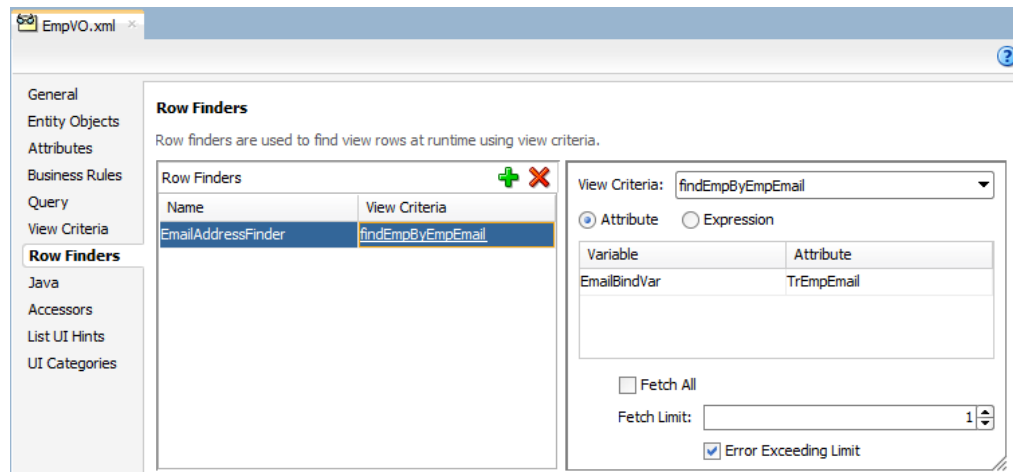 EmpVO.xml
General
Entity Objects
Attributes
Business Rules
Query
View Criteria
Row Finders
Java
Accessors
List UI Hints
UI Categories
Row Finders
Row finders are used to find view rows at runtime using view criteria.
Row Finders
Name View Criteria
EmailAddressFinder findEmpByEmpEmail
View Criteria: findEmpByEmpEmail
Attribute Expression
Variable Attribute
EmailBindVar TrEmpEmail
Fetch All
Fetch Limit: 1
Error Exceeding Limit